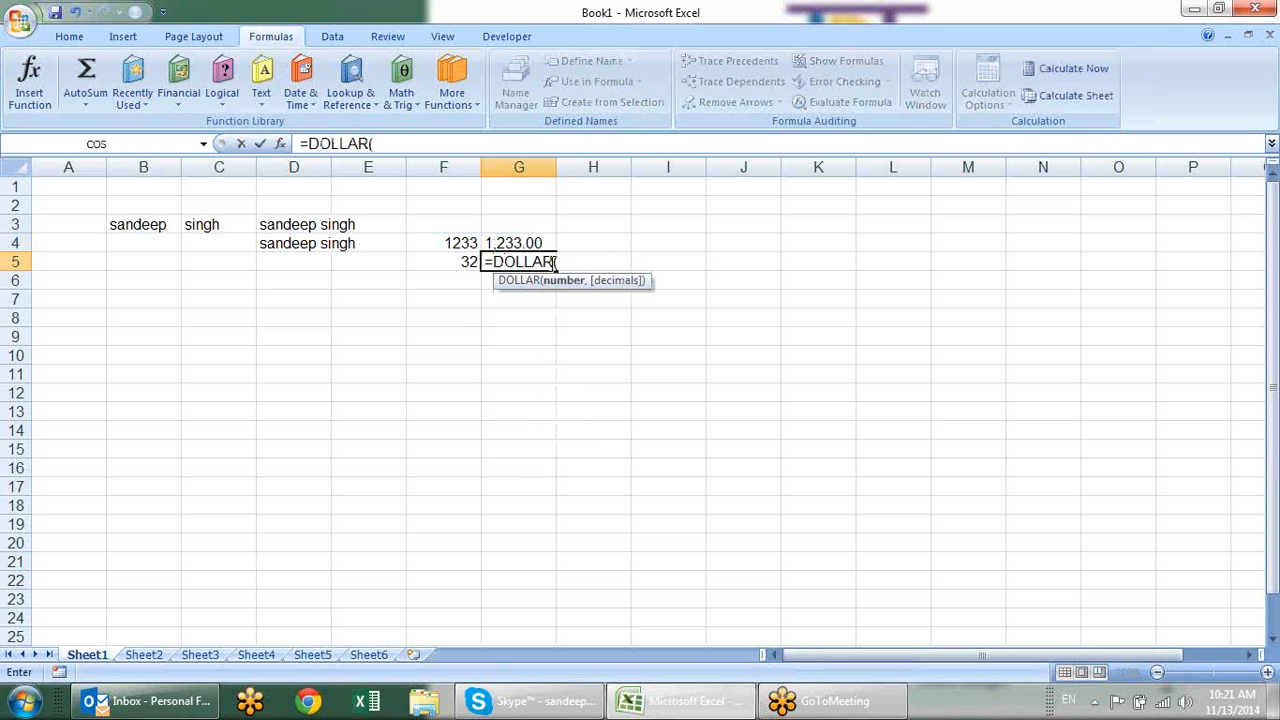 Book1 - Microsoft Excel
Home Insert Page Layout Formulas Data Review View Developer
Insert Function
AutoSum
Recently Used
Financial
Logical
Text
Date & Time
Lookup & Reference
Math & Trig
More Functions
Function Library
Name Manager
Define Name
Use in Formula
Create from Selection
Defined Names
Trace Precedents
Trace Dependents
Remove Arrows
Show Formulas
Error Checking
Evaluate Formula
Formula Auditing
Watch Window
Calculation Options
Calculate Now
Calculate Sheet
Calculation
COS =DOLLAR(
A B C D E F G H I J K L M N O P
1
2
3 sandeep singh sandeep singh
4 sandeep singh 1233 1,233.00
5 32 =DOLLAR(
DOLLAR(number, [decimals])
6
7
8
9
10
11
12
13
14
15
16
17
18
19
20
21
22
23
24
25
Sheet1 Sheet2 Sheet3 Sheet4 Sheet5 Sheet6
Enter
Inbox - Personal F...
Skype™ - sandeep...
Microsoft Excel - ...
GoToMeeting
EN
10:21 AM
11/13/2014